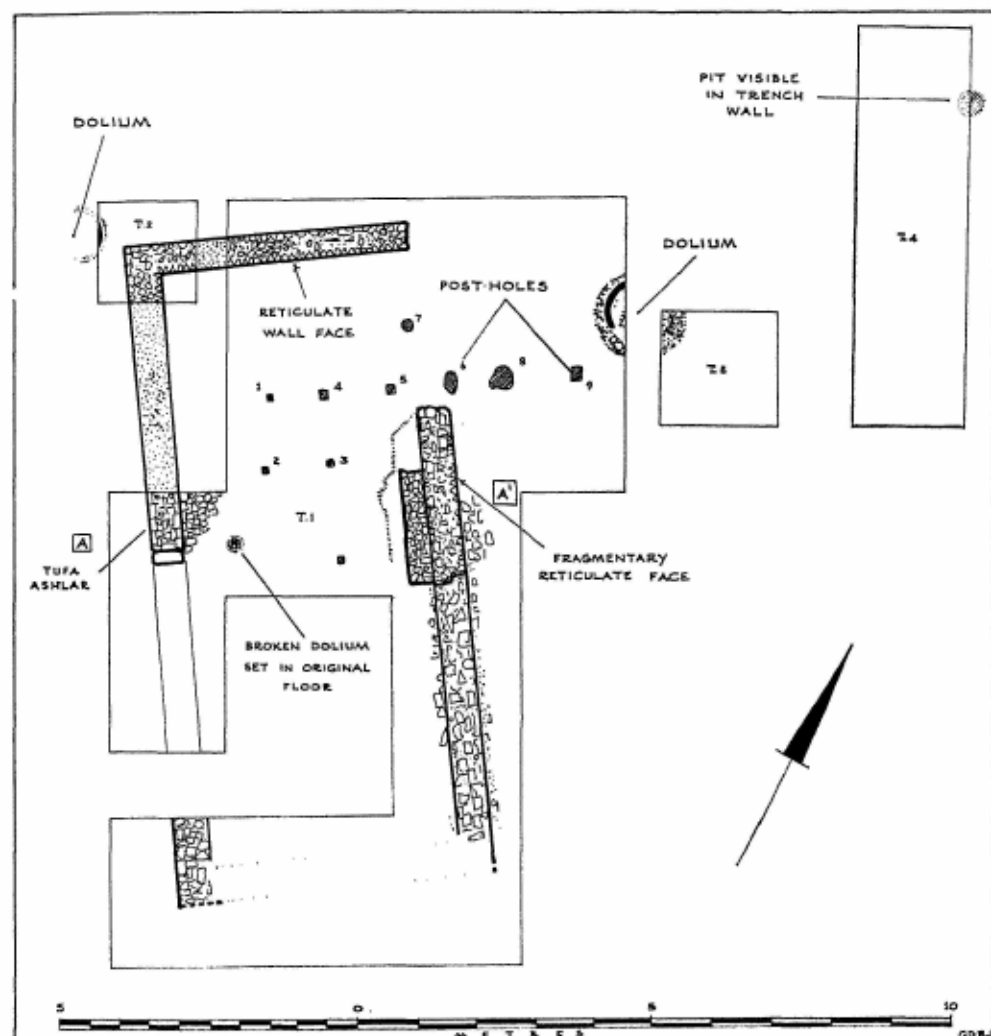 PIT VISIBLE
IN TRENCH
WALL
DOLIUM
T.2
T.4
DOLIUM
POST-HOLES
RETICULATE
WALL FACE
7
6
8
9
1
4
5
2
3
T.1
A
A¹
TUFA
ASHLAR
FRAGMENTARY
RETICULATE FACE
BROKEN DOLIUM
SET IN ORIGINAL
FLOOR
5
0
5
10
METRES